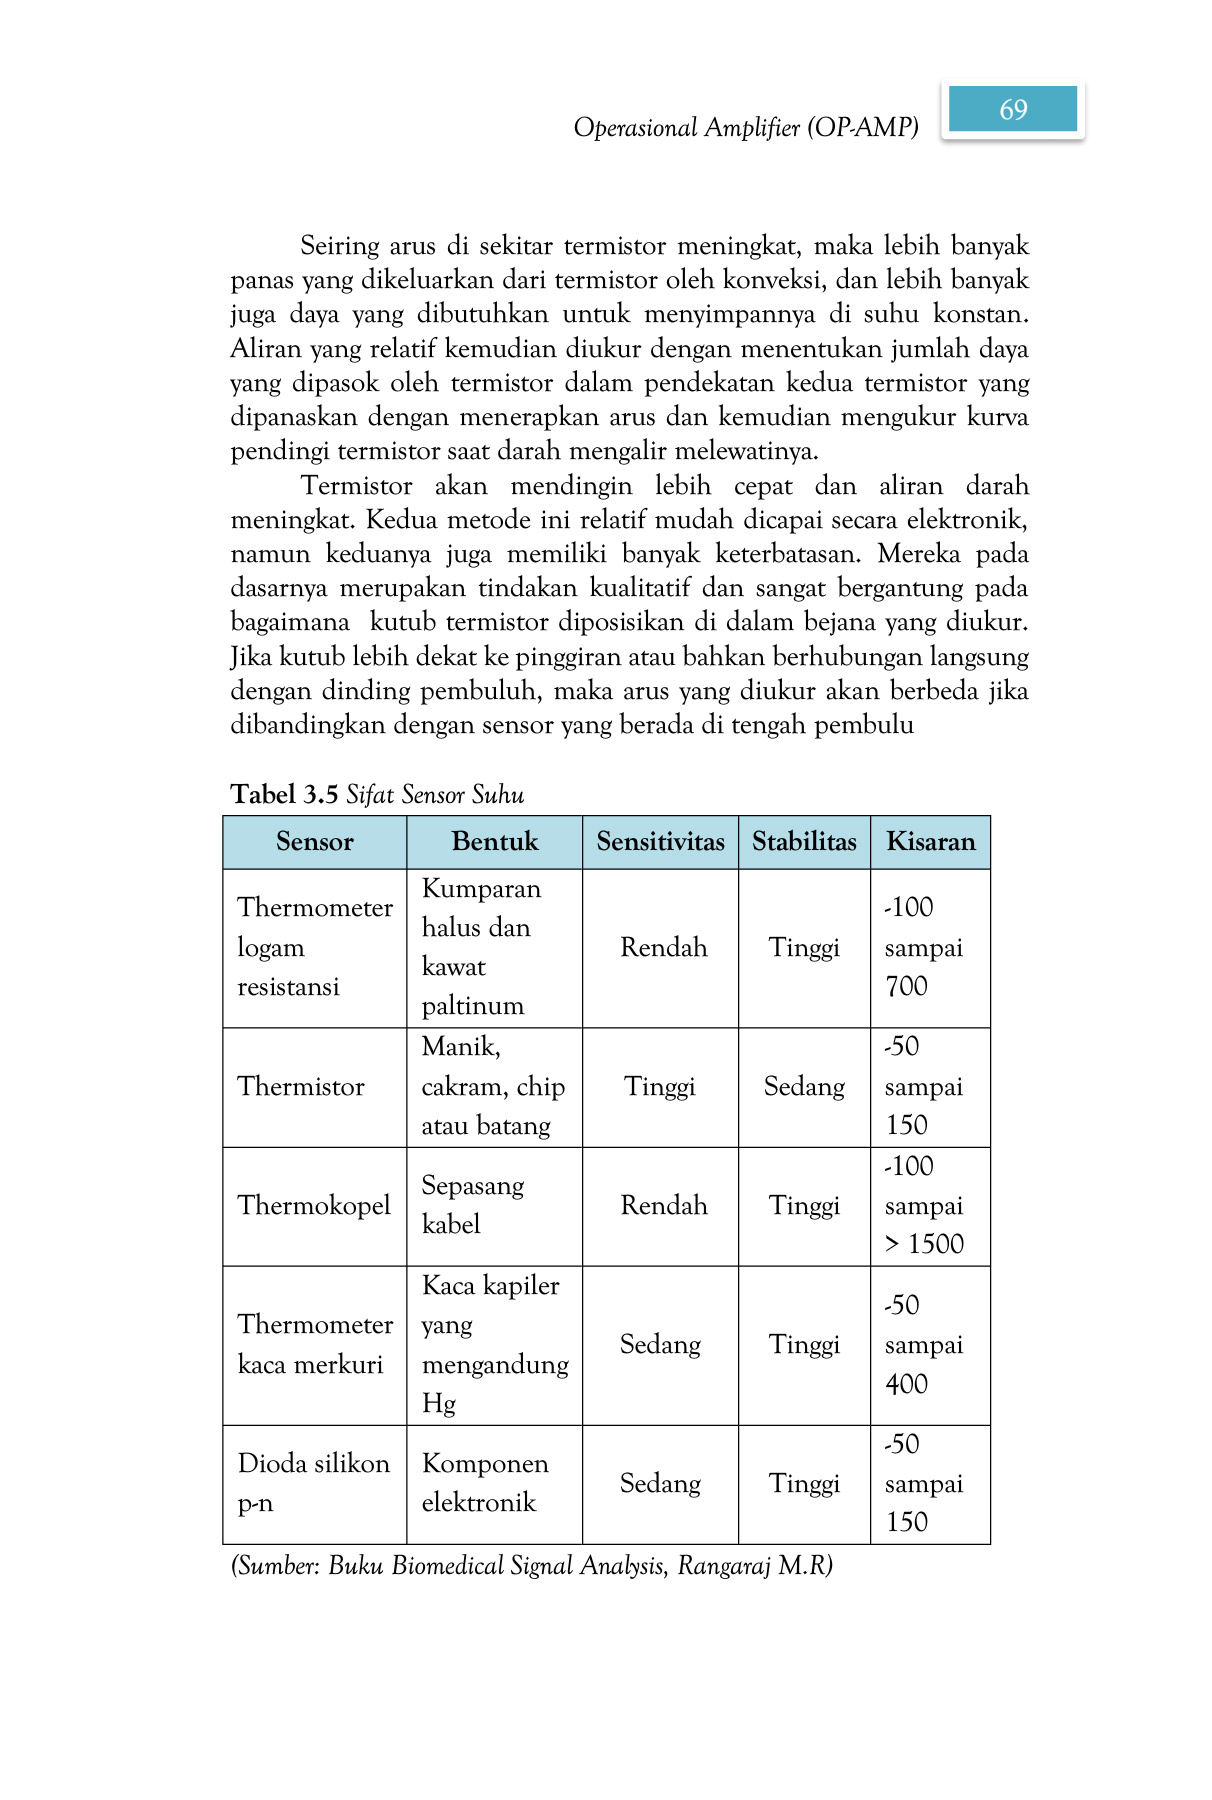 Operasional Amplifier (OP-AMP)
69
Seiring arus di sekitar termistor meningkat, maka lebih banyak
panas yang dikeluarkan dari termistor oleh konveksi, dan lebih banyak
juga daya yang dibutuhkan untuk menyimpannya di suhu konstan.
Aliran yang relatif kemudian diukur dengan menentukan jumlah daya
yang dipasok oleh termistor dalam pendekatan kedua termistor yang
dipanaskan dengan menerapkan arus dan kemudian mengukur kurva
pendingi termistor saat darah mengalir melewatinya.
Termistor akan mendingin lebih cepat dan aliran darah
meningkat. Kedua metode ini relatif mudah dicapai secara elektronik,
namun keduanya juga memiliki banyak keterbatasan. Mereka pada
dasarnya merupakan tindakan kualitatif dan sangat bergantung pada
bagaimana kutub termistor diposisikan di dalam bejana yang diukur.
Jika kutub lebih dekat ke pinggiran atau bahkan berhubungan langsung
dengan dinding pembuluh, maka arus yang diukur akan berbeda jika
dibandingkan dengan sensor yang berada di tengah pembulu
Tabel 3.5 Sifat Sensor Suhu
Sensor Bentuk Sensitivitas Stabilitas Kisaran
Thermometer
logam
resistansi
Kumparan
halus dan
kawat
paltinum
Rendah
Tinggi
-100
sampai
700
Thermistor
Manik,
cakram, chip
atau batang
Tinggi
Sedang
-50
sampai
150
Thermokopel
Sepasang
kabel
Rendah
Tinggi
-100
sampai
> 1500
Thermometer
kaca merkuri
Kaca kapiler
yang
mengandung
Hg
Sedang
Tinggi
-50
sampai
400
Dioda silikon
p-n
Komponen
elektronik
Sedang
Tinggi
-50
sampai
150
(Sumber: Buku Biomedical Signal Analysis, Rangaraj M.R)